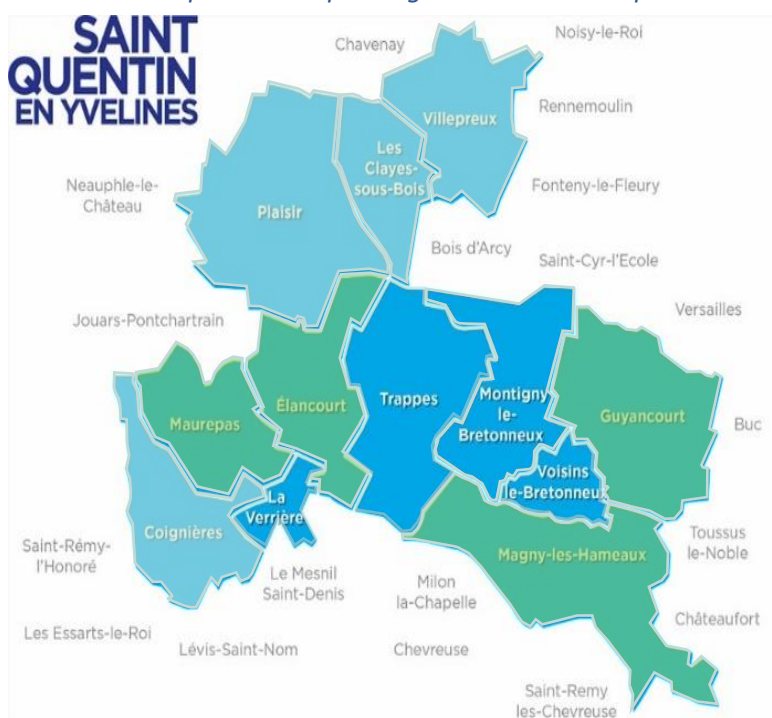 SAINT
QUENTIN
EN YVELINES
Chavenay
Noisy-le-Roi
Villepreux
Rennemoulin
Les
Clayes-
sous-Bois
Neauphle-le-
Château
Fonteny-le-Fleury
Plaisir
Bois d'Arcy
Saint-Cyr-l'Ecole
Jouars-Pontchartrain
Versailles
Élancourt
Trappes
Montigny
le-
Bretonneux
Maurepas
Guyancourt
Buc
Voisins
le-Bretonneux
La
Verrière
Coignières
Saint-Rémy-
l'Honoré
Magny-les-Hameaux
Toussus
le-Noble
Le Mesnil
Saint-Denis
Milon
la-Chapelle
Châteaufort
Les Essarts-le-Roi
Lévis-Saint-Nom
Chevreuse
Saint-Remy
les-Chevreuse